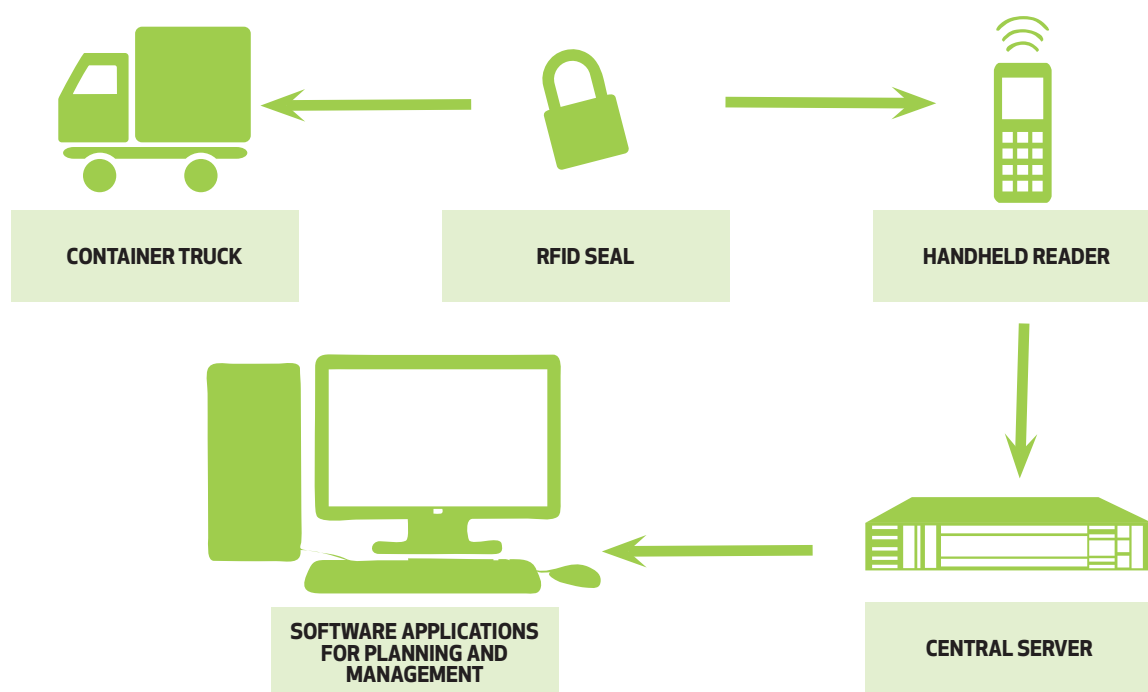 CONTAINER TRUCK
RFID SEAL
HANDHELD READER
SOFTWARE APPLICATIONS
FOR PLANNING AND
MANAGEMENT
CENTRAL SERVER